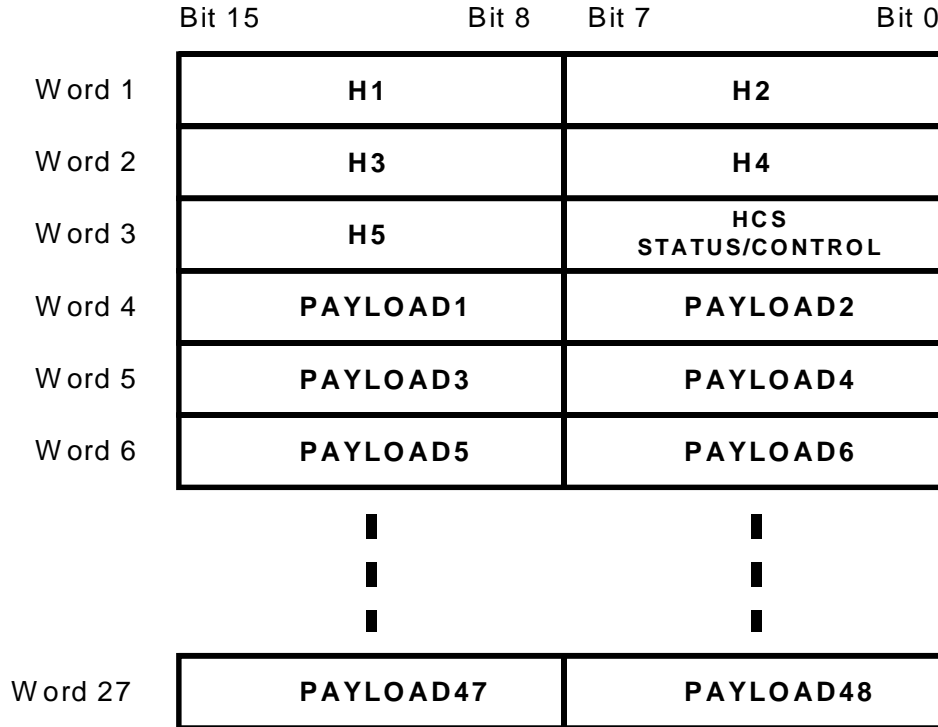 Bit 15 Bit 8 Bit 7 Bit 0
Word 1 H1 H2
Word 2 H3 H4
Word 3 H5 HCS
STATUS/CONTROL
Word 4 PAYLOAD1 PAYLOAD2
Word 5 PAYLOAD3 PAYLOAD4
Word 6 PAYLOAD5 PAYLOAD6
Word 27 PAYLOAD47 PAYLOAD48